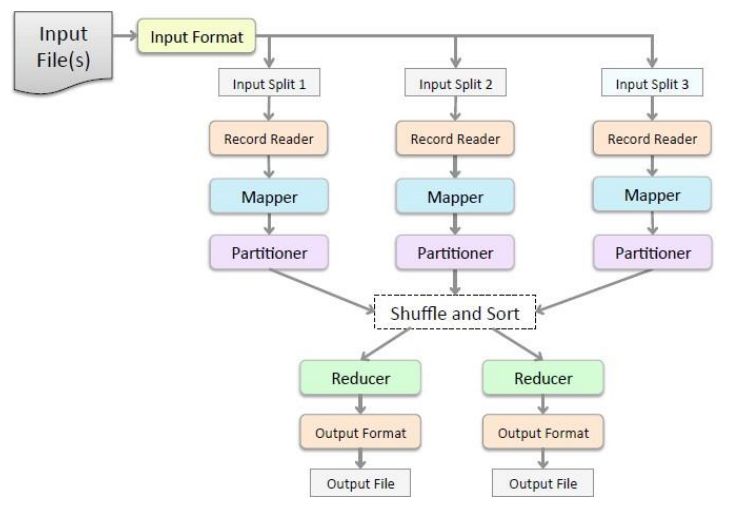 Input
File(s)
Input Format
Input Split 1
Input Split 2
Input Split 3
Record Reader
Record Reader
Record Reader
Mapper
Mapper
Mapper
Partitioner
Partitioner
Partitioner
Shuffle and Sort
Reducer
Reducer
Output Format
Output Format
Output File
Output File